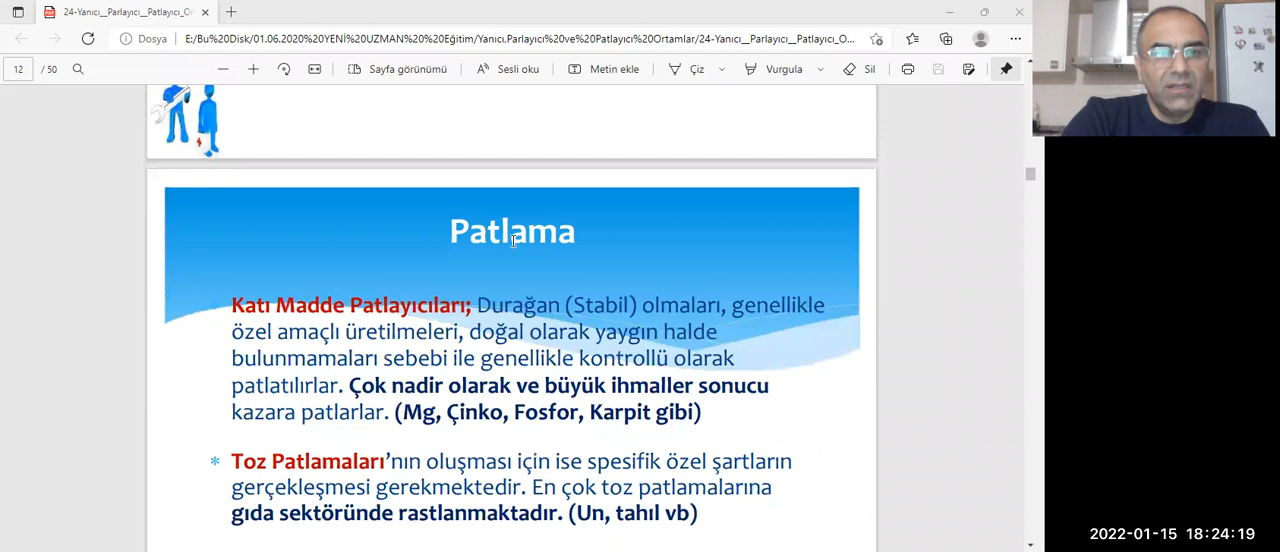 24-Yanıcı__Parlayıcı__Patlayıcı_Or
Dosya
E:/Bu%20Disk/01.06.2020%20YENİ%20UZMAN%20%20Eğitim/Yanıcı.Parlayıcı%20ve%20Patlayıcı%20Ortamlar/24-Yanıcı__Parlayıcı__Patlayıcı_O...
12 / 50
Sayfa görünümü
Sesli oku
Metin ekle
Çiz
Vurgula
Sil
Patlama
Katı Madde Patlayıcıları; Durağan (Stabil) olmaları, genellikle
özel amaçlı üretilmeleri, doğal olarak yaygın halde
bulunmamaları sebebi ile genellikle kontrollü olarak
patlatılırlar. Çok nadir olarak ve büyük ihmaller sonucu
kazara patlarlar. (Mg, Çinko, Fosfor, Karpit gibi)
* Toz Patlamaları’nın oluşması için ise spesifik özel şartların
gerçekleşmesi gerekmektedir. En çok toz patlamalarına
gıda sektöründe rastlanmaktadır. (Un, tahıl vb)
2022-01-15 18:24:19